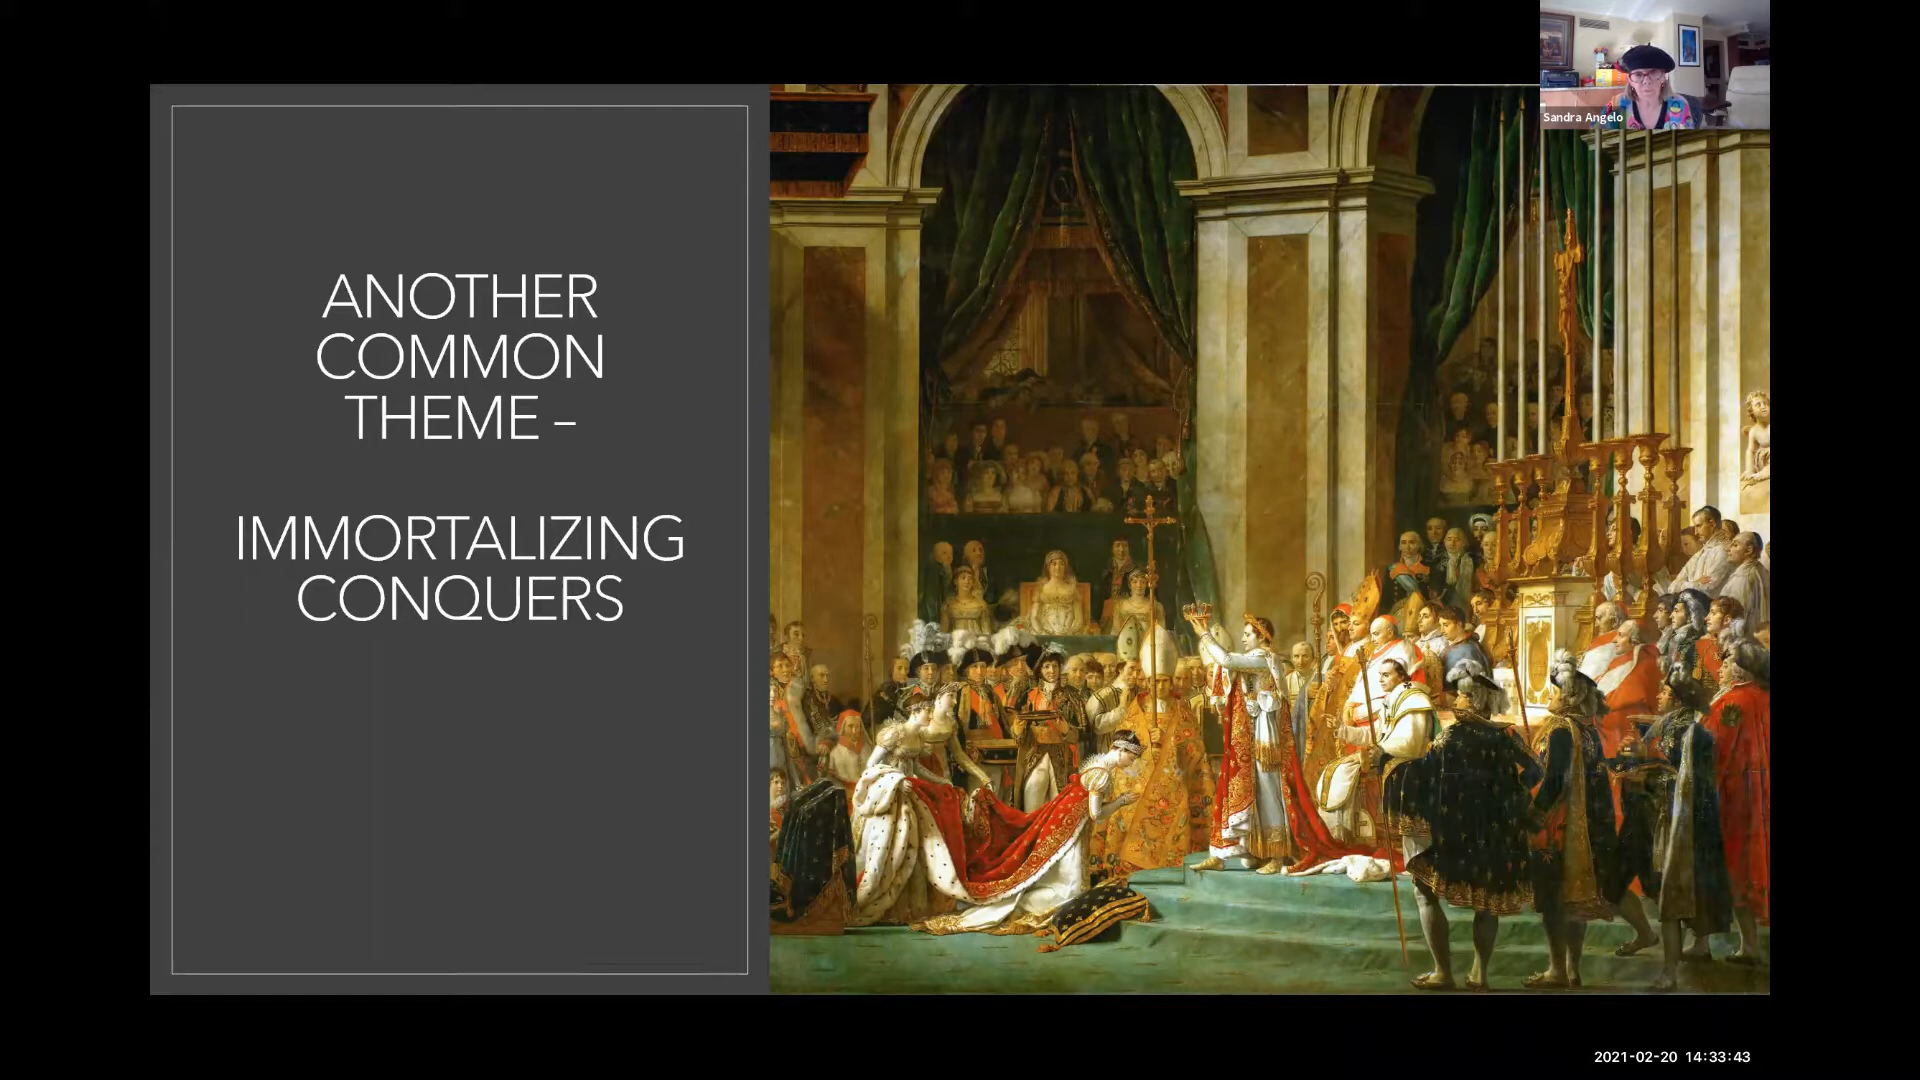 Sandra Angelo
ANOTHER
COMMON
THEME –
IMMORTALIZING
CONQUERS
2021-02-20 14:33:43